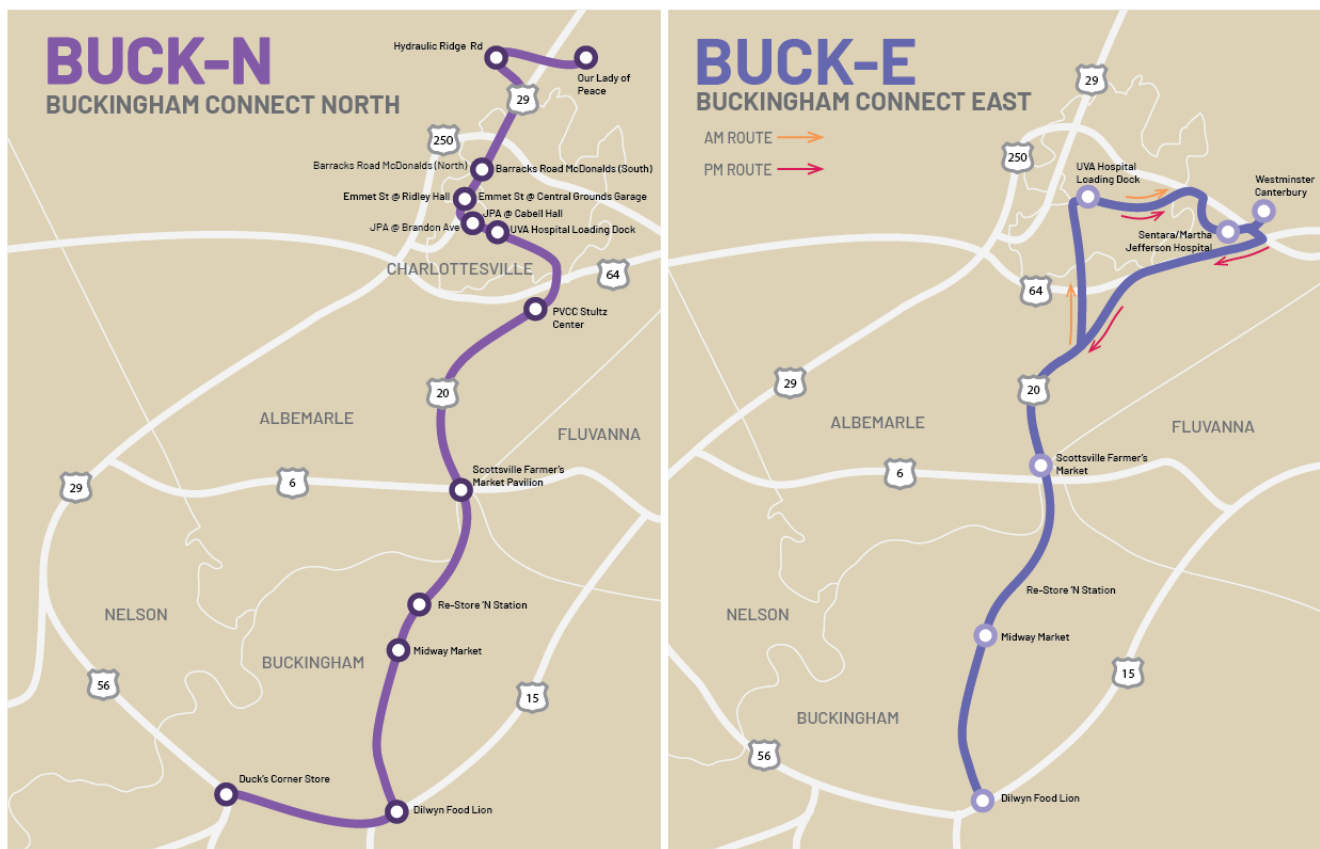 BUCK-N
BUCKINGHAM CONNECT NORTH
Hydraulic Ridge Rd
Our Lady of
Peace
29
250
Barracks Road McDonalds (North)
Barracks Road McDonalds (South)
Emmet St @ Ridley Hall
Emmet St @ Central Grounds Garage
JPA @ Cabell Hall
JPA @ Brandon Ave
UVA Hospital Loading Dock
CHARLOTTESVILLE
64
PVCC Stultz
Center
20
ALBEMARLE
FLUVANNA
Scottsville Farmer's
Market Pavilion
29
6
Re-Store 'N Station
NELSON
Midway Market
BUCKINGHAM
56
15
Duck's Corner Store
Dilwyn Food Lion
BUCK-E
BUCKINGHAM CONNECT EAST
AM ROUTE
PM ROUTE
29
250
UVA Hospital
Loading Dock
Westminster
Canterbury
Sentara/Martha
Jefferson Hospital
64
29
20
ALBEMARLE
FLUVANNA
Scottsville Farmer's
Market
6
Re-Store 'N Station
NELSON
Midway Market
15
BUCKINGHAM
56
Dilwyn Food Lion